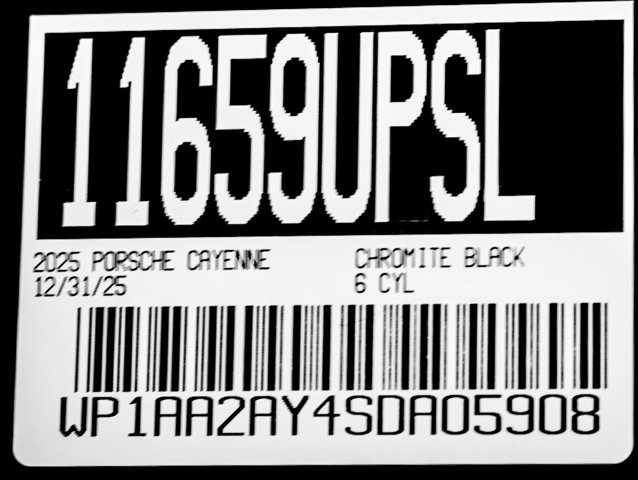 11659UPSL
2025 PORSCHE CAYENNE CHROMITE BLACK
12/31/25 6 CYL
WP1AA2AY4SDA05908